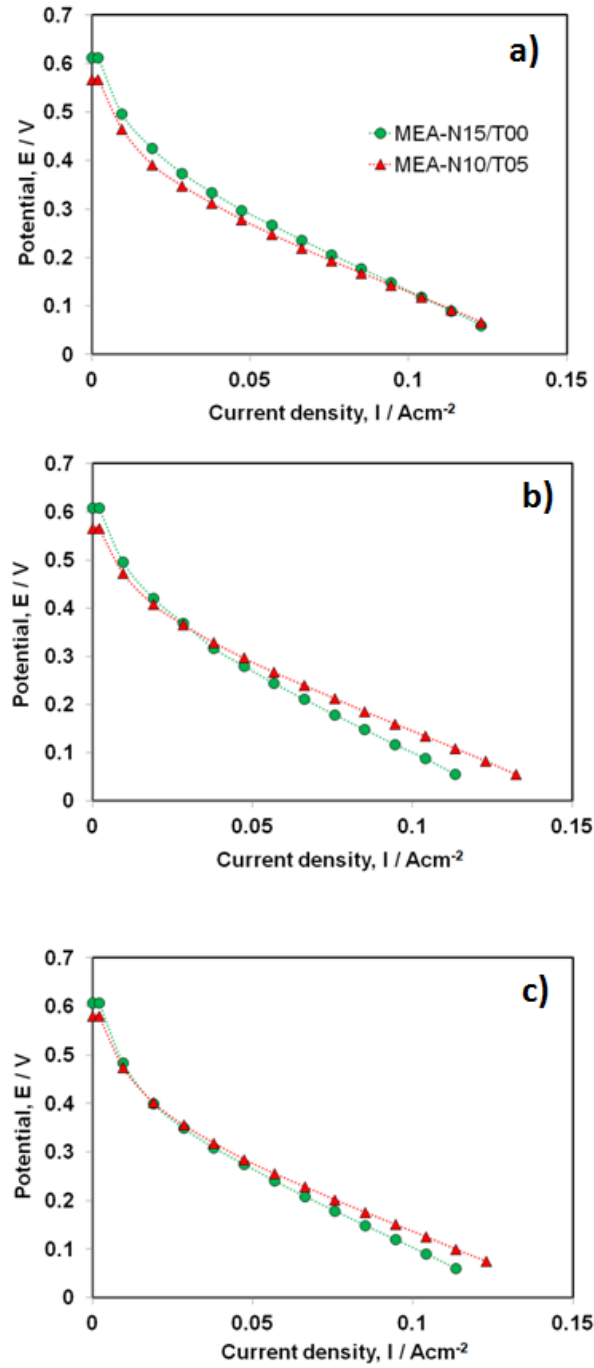 a)
0.7
0.6
0.5
0.4
0.3
0.2
0.1
0
Potential, E / V
MEA-N15/T00
MEA-N10/T05
0 0.05 0.1 0.15
Current density, I / Acm-2
b)
0.7
0.6
0.5
0.4
0.3
0.2
0.1
0
Potential, E / V
0 0.05 0.1 0.15
Current density, I / Acm-2
c)
0.7
0.6
0.5
0.4
0.3
0.2
0.1
0
Potential, E / V
0 0.05 0.1 0.15
Current density, I / Acm-2